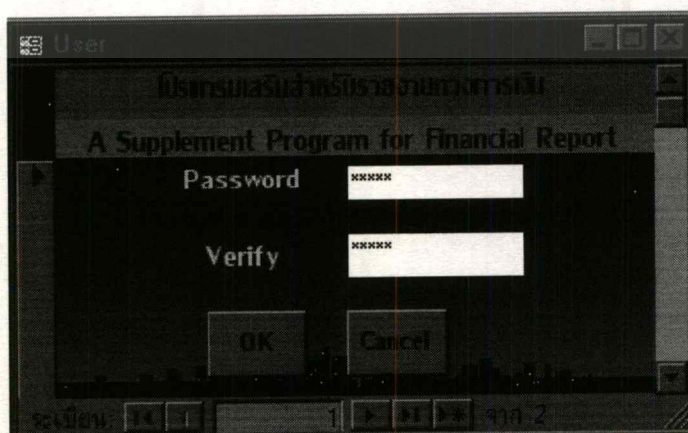 User
โปรแกรมเสริมสำหรับรายงานทางการเงิน
A Supplement Program for Financial Report
Password xxxxx
Verify xxxxx
OK Cancel
ระเบียน: 1 จาก 2